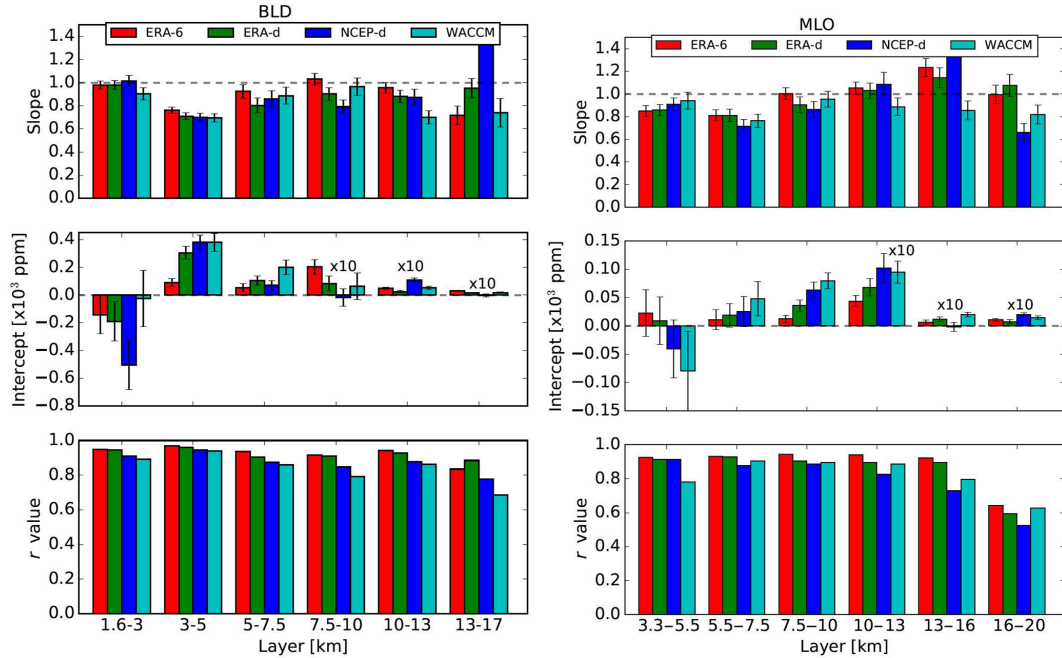 BLD
ERA-6 ERA-d NCEP-d WACCM
1.4
1.2
1.0
0.8
0.6
0.4
0.2
0.0
Slope
0.4
0.2
0.0
−0.2
−0.4
−0.6
−0.8
Intercept [x10³ ppm]
x10
x10
x10
1.0
0.8
0.6
0.4
0.2
0.0
r value
1.6-3 3-5 5-7.5 7.5-10 10-13 13-17
Layer [km]
MLO
ERA-6 ERA-d NCEP-d WACCM
1.4
1.2
1.0
0.8
0.6
0.4
0.2
0.0
Slope
0.15
0.10
0.05
0.00
−0.05
−0.10
−0.15
Intercept [x10³ ppm]
x10
x10
x10
1.0
0.8
0.6
0.4
0.2
0.0
r value
3.3−5.5 5.5−7.5 7.5−10 10−13 13−16 16−20
Layer [km]